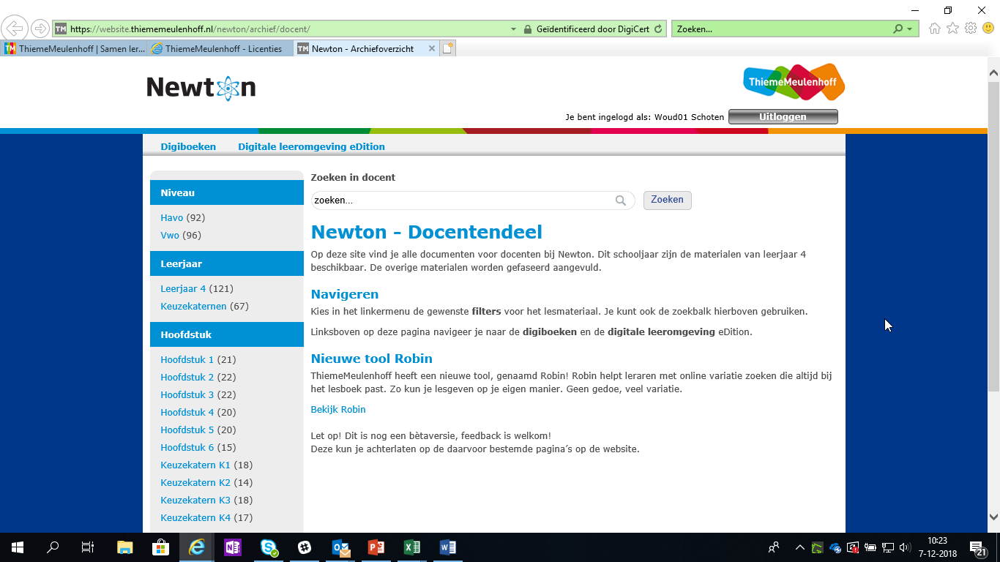 https://website.thiememeulenhoff.nl/newton/archief/docent/
Geïdentificeerd door DigiCert
Zoeken...
ThiemeMeulenhoff | Samen ler...
ThiemeMeulenhoff - Licenties
TM
Newton - Archiefoverzicht
Newton
ThiemeMeulenhoff
Je bent ingelogd als: Woud01 Schoten
Uitloggen
Digiboeken
Digitale leeromgeving eDition
Niveau
Havo (92)
Vwo (96)
Leerjaar
Leerjaar 4 (121)
Keuzekaternen (67)
Hoofdstuk
Hoofdstuk 1 (21)
Hoofdstuk 2 (22)
Hoofdstuk 3 (22)
Hoofdstuk 4 (20)
Hoofdstuk 5 (20)
Hoofdstuk 6 (15)
Keuzekatern K1 (18)
Keuzekatern K2 (14)
Keuzekatern K3 (18)
Keuzekatern K4 (17)
Zoeken in docent
zoeken...
Zoeken
Newton - Docentendeel
Op deze site vind je alle documenten voor docenten bij Newton. Dit schooljaar zijn de materialen van leerjaar 4
beschikbaar. De overige materialen worden gefaseerd aangevuld.
Navigeren
Kies in het linkermenu de gewenste filters voor het lesmateriaal. Je kunt ook de zoekbalk hierboven gebruiken.
Linksboven op deze pagina navigeer je naar de digiboeken en de digitale leeromgeving eDition.
Nieuwe tool Robin
ThiemeMeulenhoff heeft een nieuwe tool, genaamd Robin! Robin helpt leraren met online variatie zoeken die altijd bij
het lesboek past. Zo kun je lesgeven op je eigen manier. Geen gedoe, veel variatie.
Bekijk Robin
Let op! Dit is nog een bètaversie, feedback is welkom!
Deze kun je achterlaten op de daarvoor bestemde pagina’s op de website.
10:23
7-12-2018
21